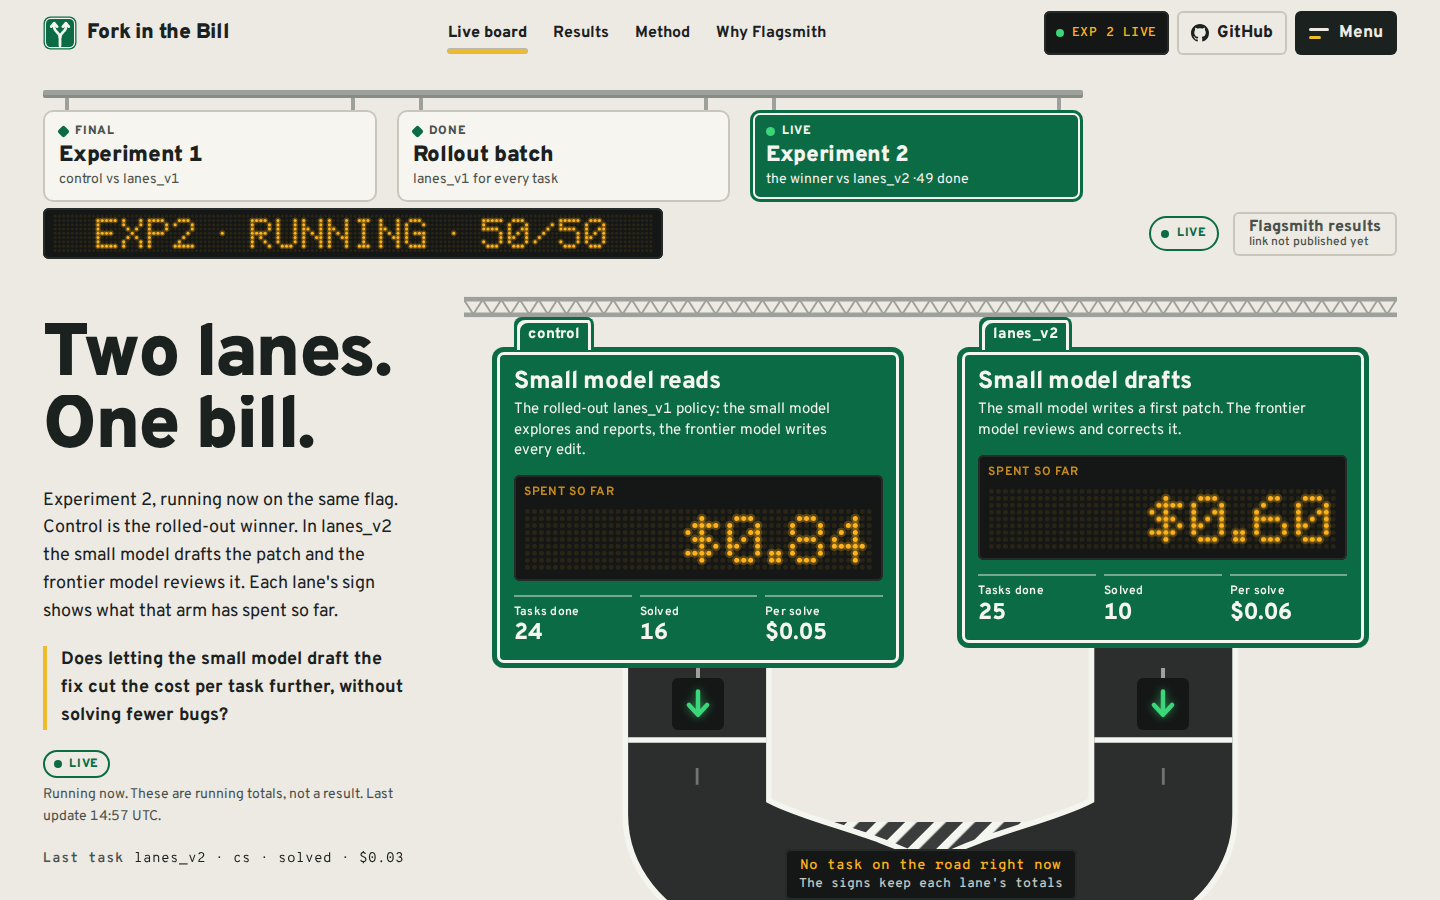 Fork in the Bill
Live board
Results
Method
Why Flagsmith
EXP 2 LIVE
GitHub
Menu
FINAL
Experiment 1
control vs lanes_v1
DONE
Rollout batch
lanes_v1 for every task
LIVE
Experiment 2
the winner vs lanes_v2 ·49 done
EXP2 · RUNNING · 50/50
LIVE
Flagsmith results
link not published yet
Two lanes.
One bill.
Experiment 2, running now on the same flag.
Control is the rolled-out winner. In lanes_v2
the small model drafts the patch and the
frontier model reviews it. Each lane's sign
shows what that arm has spent so far.
Does letting the small model draft the
fix cut the cost per task further, without
solving fewer bugs?
LIVE
Running now. These are running totals, not a result. Last
update 14:57 UTC.
Last task lanes_v2 · cs · solved · $0.03
control
Small model reads
The rolled-out lanes_v1 policy: the small model
explores and reports, the frontier model writes
every edit.
SPENT SO FAR
$0.84
Tasks done
Solved
Per solve
24
16
$0.05
lanes_v2
Small model drafts
The small model writes a first patch. The frontier
model reviews and corrects it.
SPENT SO FAR
$0.60
Tasks done
Solved
Per solve
25
10
$0.06
No task on the road right now
The signs keep each lane's totals